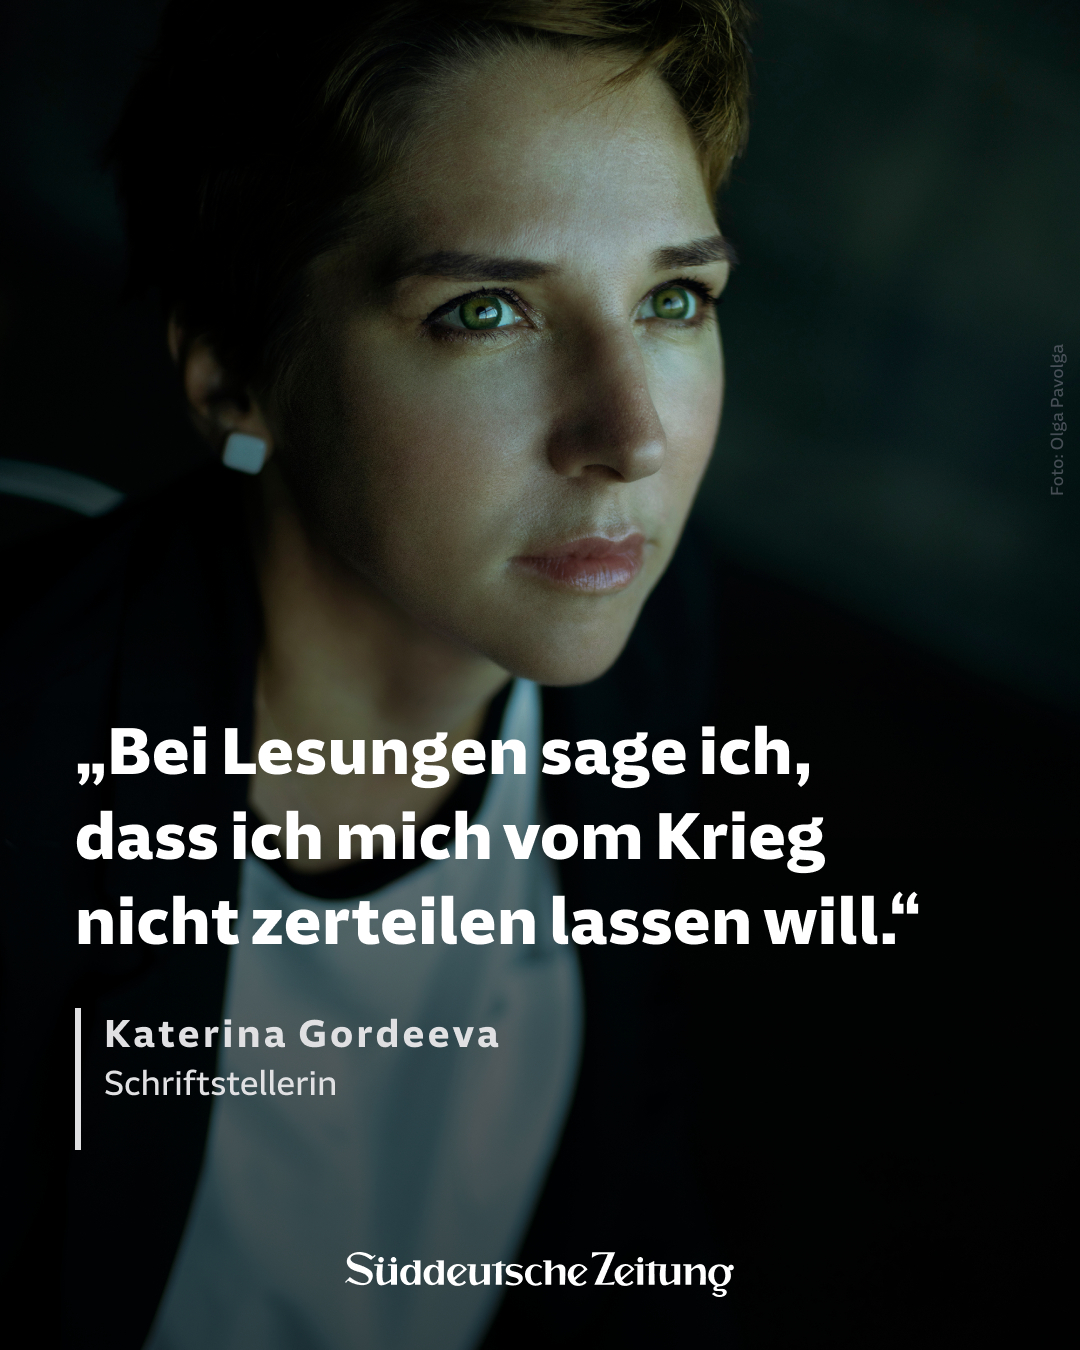 „Bei Lesungen sage ich,
dass ich mich vom Krieg
nicht zerteilen lassen will.“
Katerina Gordeeva
Schriftstellerin
Foto: Olga Pavolga
Süddeutsche Zeitung